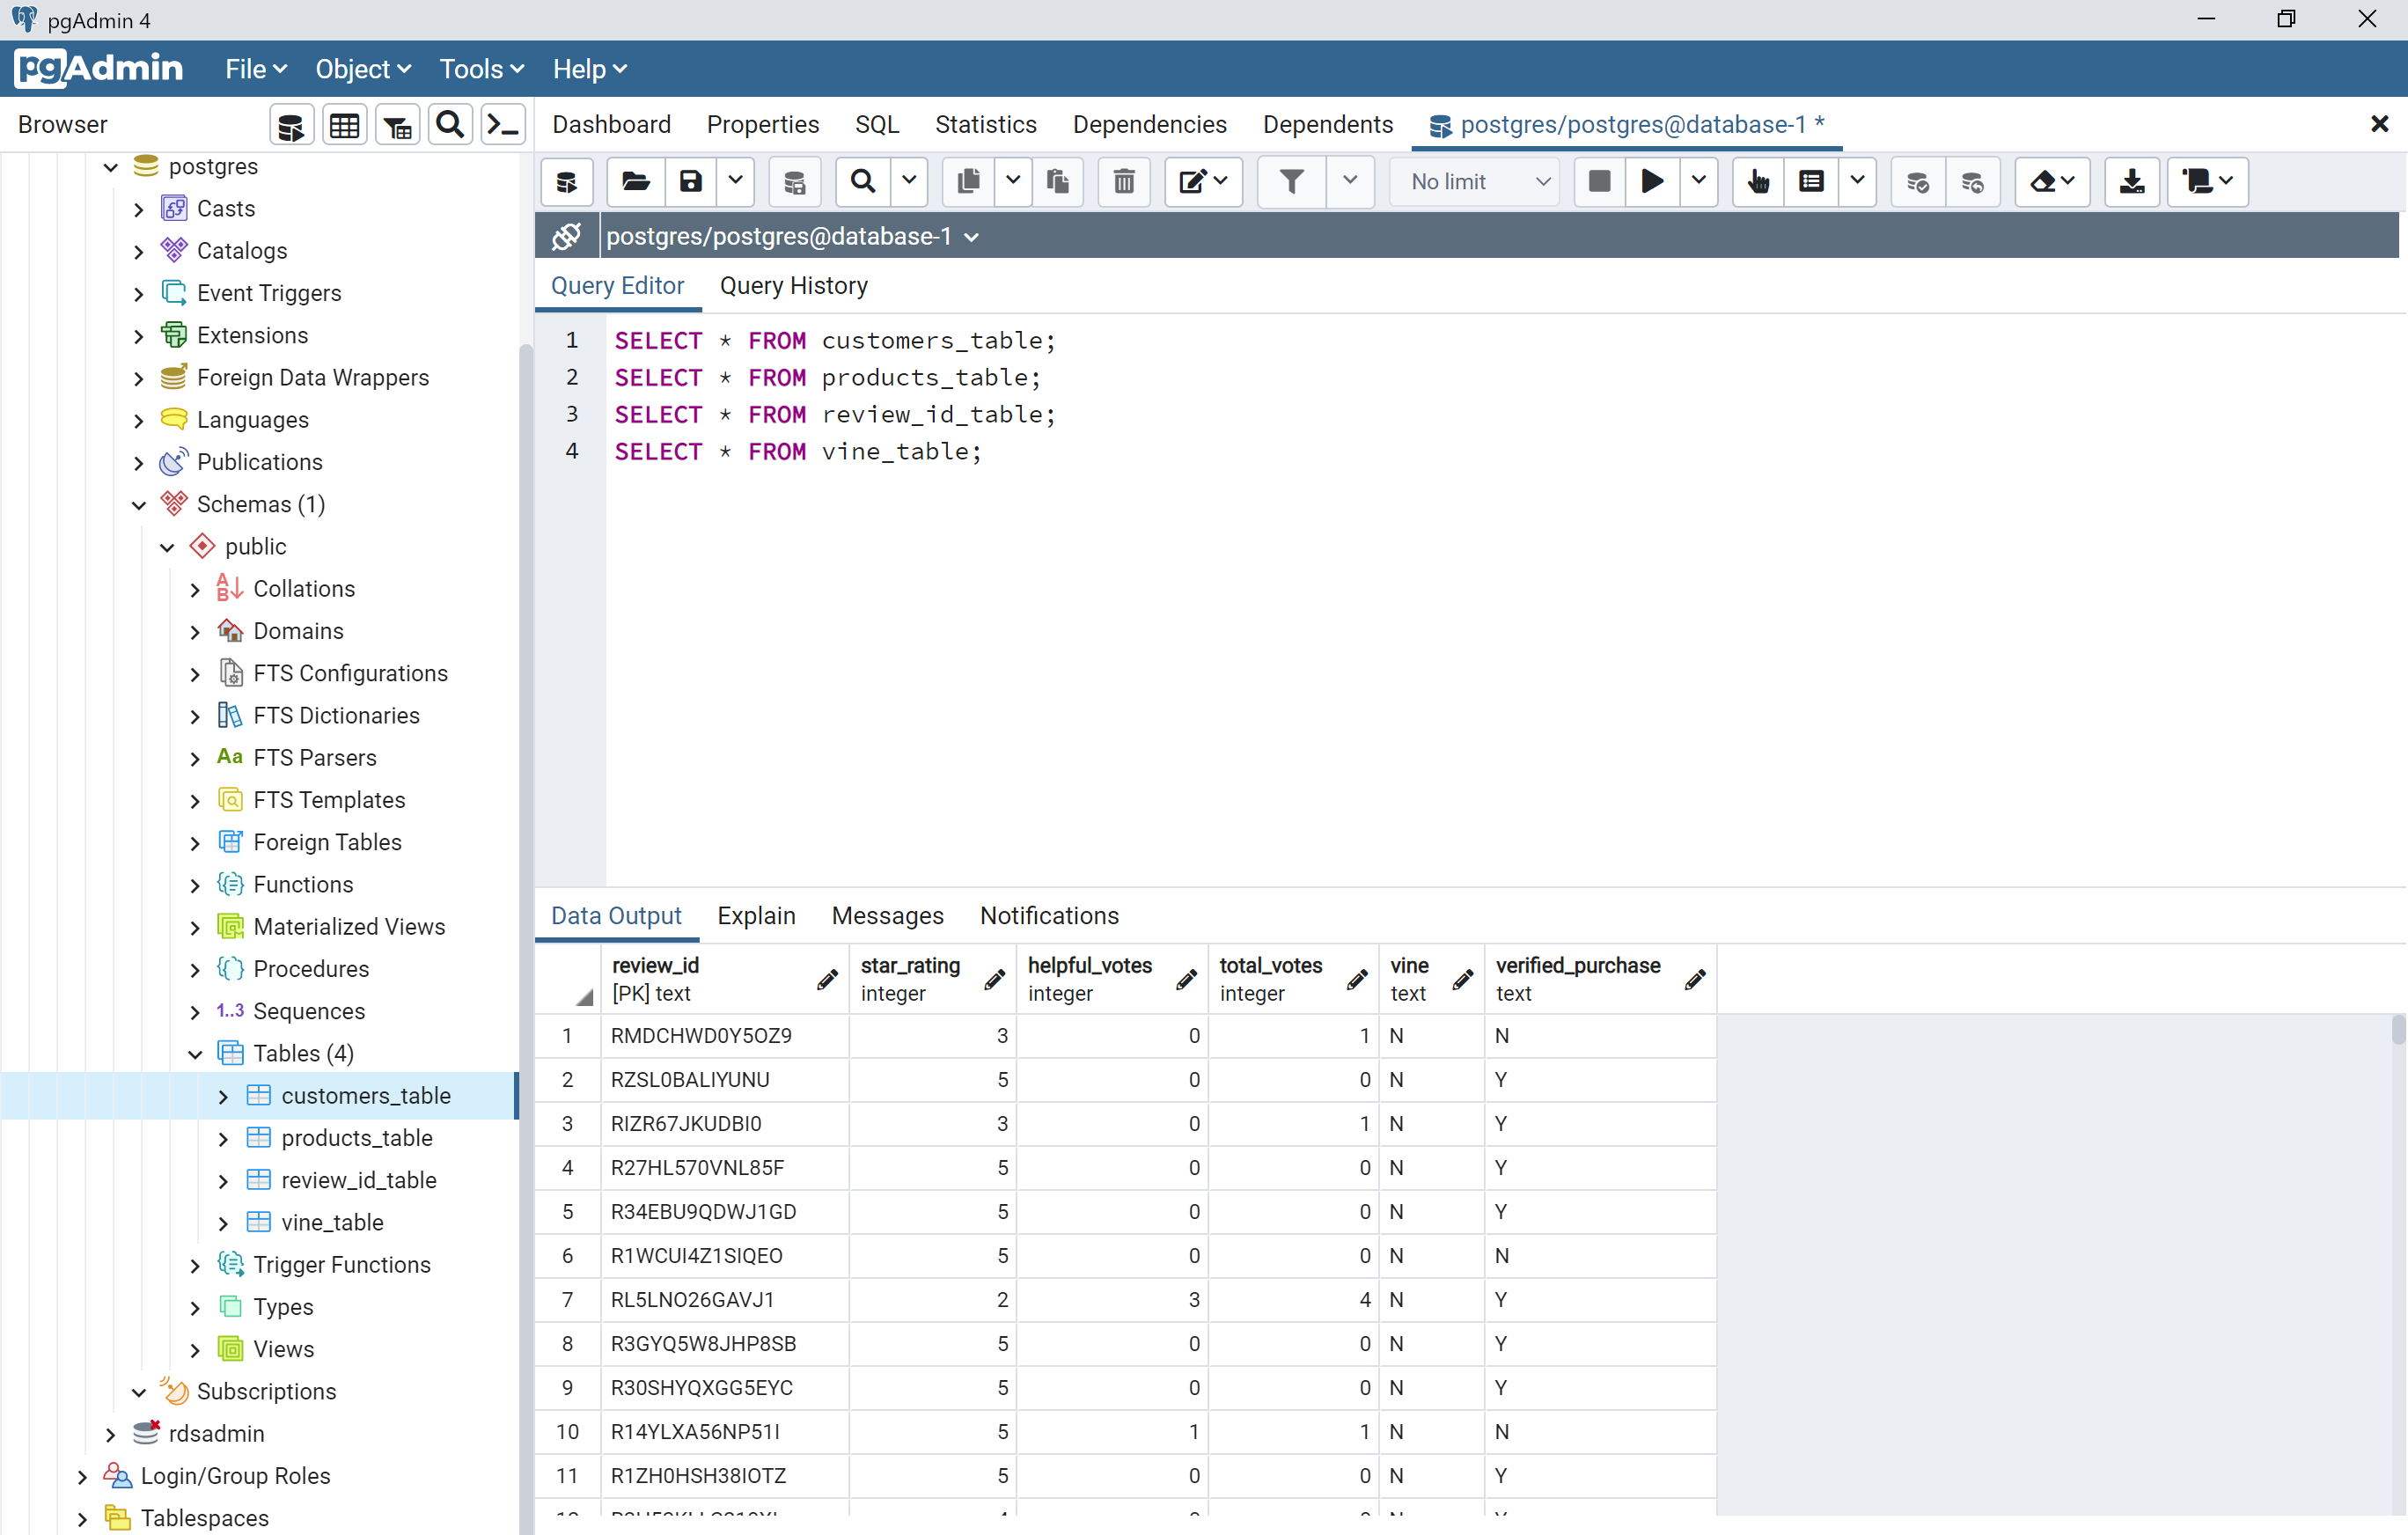 pgAdmin 4
pgAdmin File Object Tools Help
Browser
Dashboard Properties SQL Statistics Dependencies Dependents postgres/postgres@database-1 *
No limit
postgres/postgres@database-1
Query Editor Query History
1 SELECT * FROM customers_table;
2 SELECT * FROM products_table;
3 SELECT * FROM review_id_table;
4 SELECT * FROM vine_table;
postgres
Casts
Catalogs
Event Triggers
Extensions
Foreign Data Wrappers
Languages
Publications
Schemas (1)
public
Collations
Domains
FTS Configurations
FTS Dictionaries
Aa FTS Parsers
FTS Templates
Foreign Tables
Functions
Materialized Views
Procedures
1..3 Sequences
Tables (4)
customers_table
products_table
review_id_table
vine_table
Trigger Functions
Types
Views
Subscriptions
rdsadmin
Login/Group Roles
Tablespaces
Data Output Explain Messages Notifications
review_id star_rating helpful_votes total_votes vine verified_purchase
[PK] text integer integer integer text text
1 RMDCHWD0Y5OZ9 3 0 1 N N
2 RZSL0BALIYUNU 5 0 0 N Y
3 RIZR67JKUDBI0 3 0 1 N Y
4 R27HL570VNL85F 5 0 0 N Y
5 R34EBU9QDWJ1GD 5 0 0 N Y
6 R1WCUI4Z1SIQEO 5 0 0 N N
7 RL5LNO26GAVJ1 2 3 4 N Y
8 R3GYQ5W8JHP8SB 5 0 0 N Y
9 R30SHYQXGG5EYC 5 0 0 N Y
10 R14YLXA56NP51I 5 1 1 N N
11 R1ZH0HSH38IOTZ 5 0 0 N Y